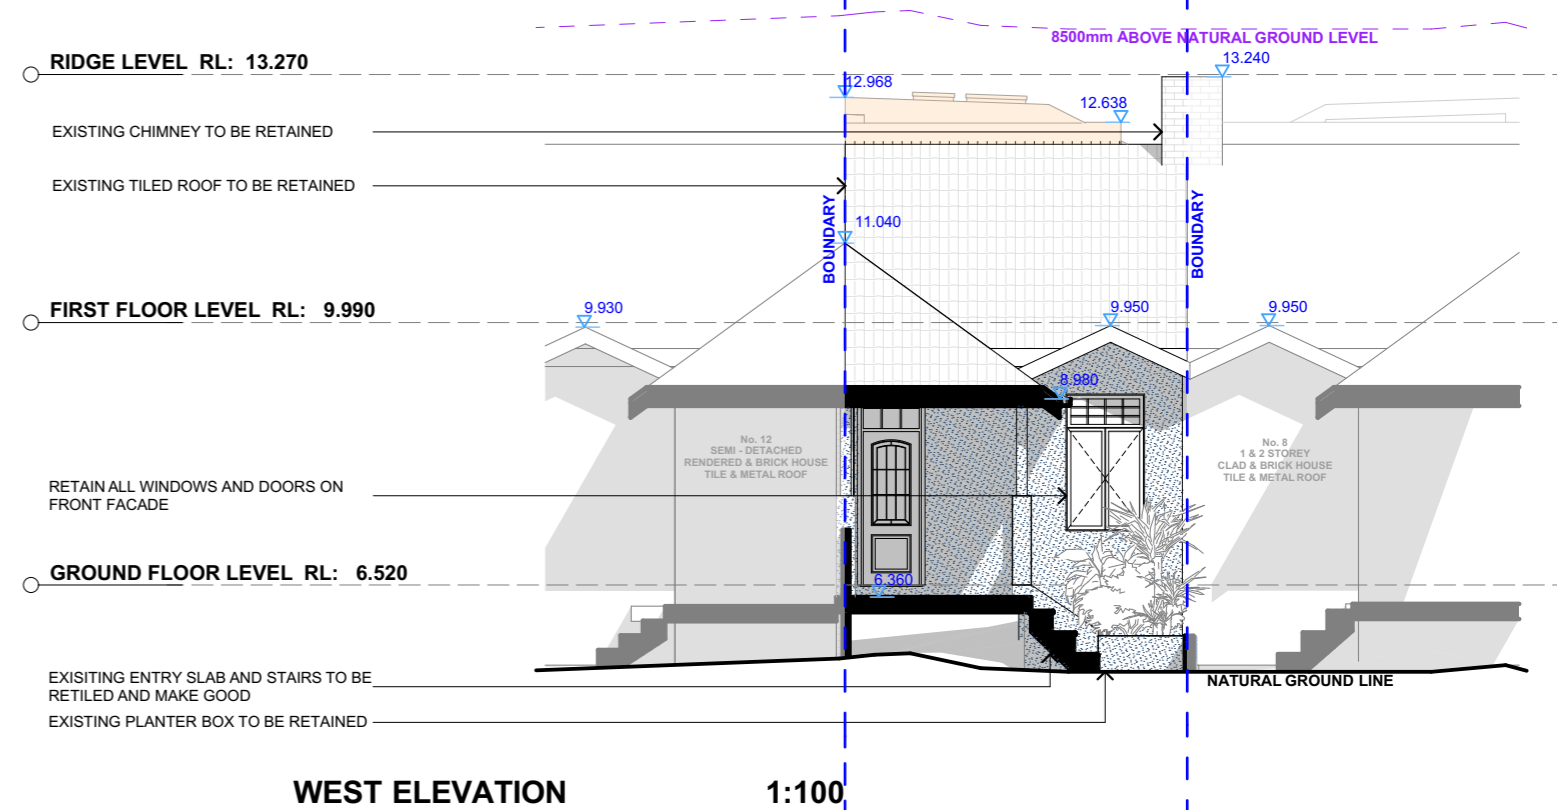 8500mm ABOVE NATURAL GROUND LEVEL
RIDGE LEVEL RL: 13.270
13.240
12.968
12.638
EXISTING CHIMNEY TO BE RETAINED
EXISTING TILED ROOF TO BE RETAINED
BOUNDARY
BOUNDARY
11.040
FIRST FLOOR LEVEL RL: 9.990
9.930
9.950
9.950
8.980
No. 12
SEMI - DETACHED
RENDERED & BRICK HOUSE
TILE & METAL ROOF
No. 8
1 & 2 STOREY
CLAD & BRICK HOUSE
TILE & METAL ROOF
RETAIN ALL WINDOWS AND DOORS ON
FRONT FACADE
GROUND FLOOR LEVEL RL: 6.520
6.360
EXISITING ENTRY SLAB AND STAIRS TO BE
RETILED AND MAKE GOOD
NATURAL GROUND LINE
EXISTING PLANTER BOX TO BE RETAINED
WEST ELEVATION 1:100